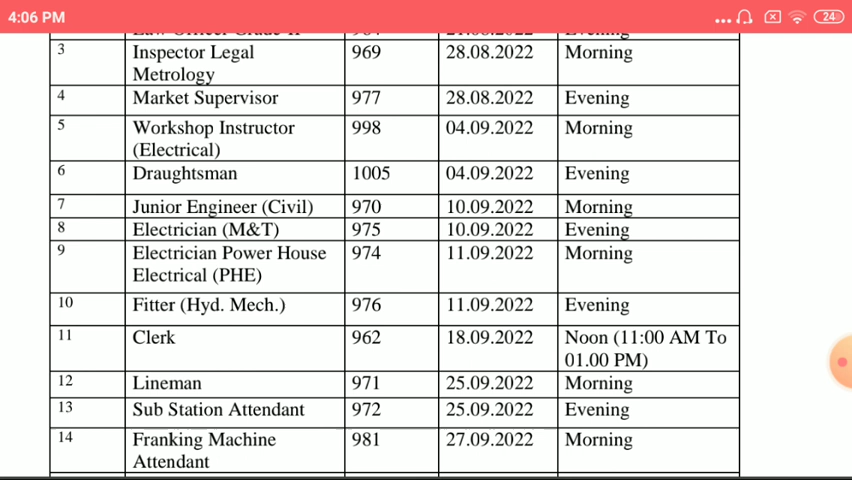 4:06 PM
24
3 Inspector Legal 969 28.08.2022 Morning
Metrology
4 Market Supervisor 977 28.08.2022 Evening
5 Workshop Instructor 998 04.09.2022 Morning
(Electrical)
6 Draughtsman 1005 04.09.2022 Evening
7 Junior Engineer (Civil) 970 10.09.2022 Morning
8 Electrician (M&T) 975 10.09.2022 Evening
9 Electrician Power House 974 11.09.2022 Morning
Electrical (PHE)
10 Fitter (Hyd. Mech.) 976 11.09.2022 Evening
11 Clerk 962 18.09.2022 Noon (11:00 AM To
01.00 PM)
12 Lineman 971 25.09.2022 Morning
13 Sub Station Attendant 972 25.09.2022 Evening
14 Franking Machine 981 27.09.2022 Morning
Attendant